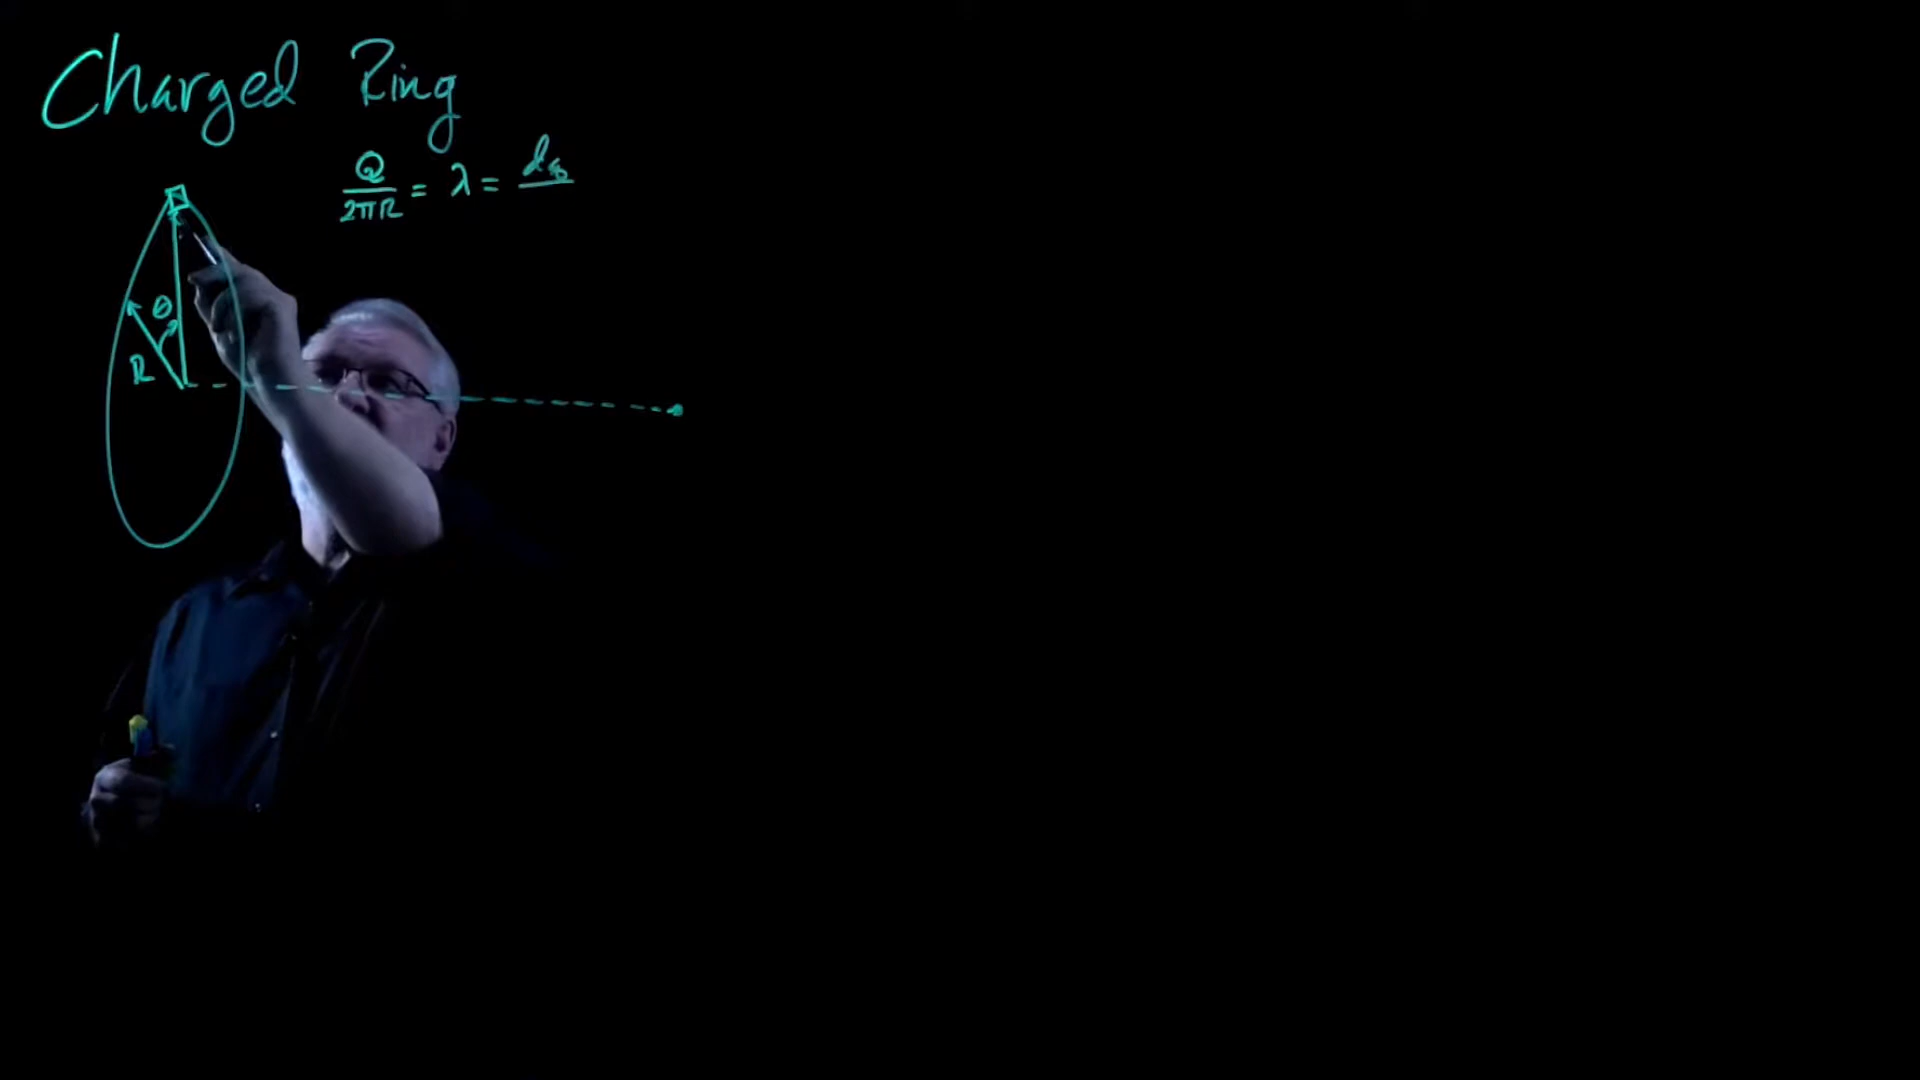 Charged Ring
Q/2πR = λ = dq/
θ
R